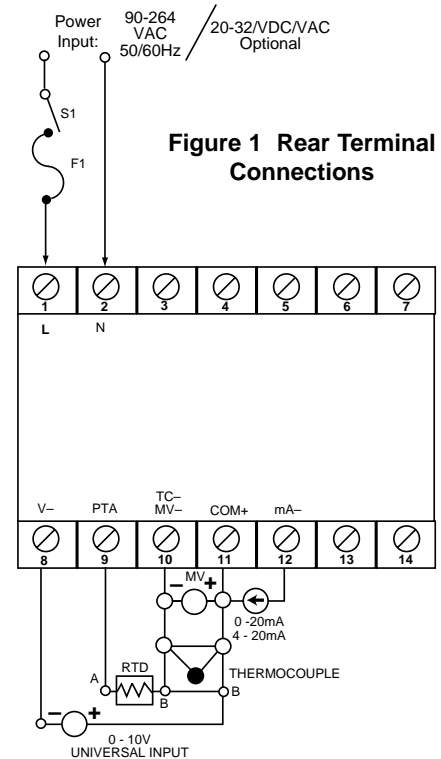 Power
Input:
90-264
VAC
50/60Hz
20-32/VDC/VAC
Optional
S1
F1
Figure 1 Rear Terminal
Connections
1 2 3 4 5 6 7
L N
V– PTA TC–
MV– COM+ mA–
8 9 10 11 12 13 14
– MV +
0 -20mA
4 - 20mA
RTD
THERMOCOUPLE
A B B
– +
0 - 10V
UNIVERSAL INPUT